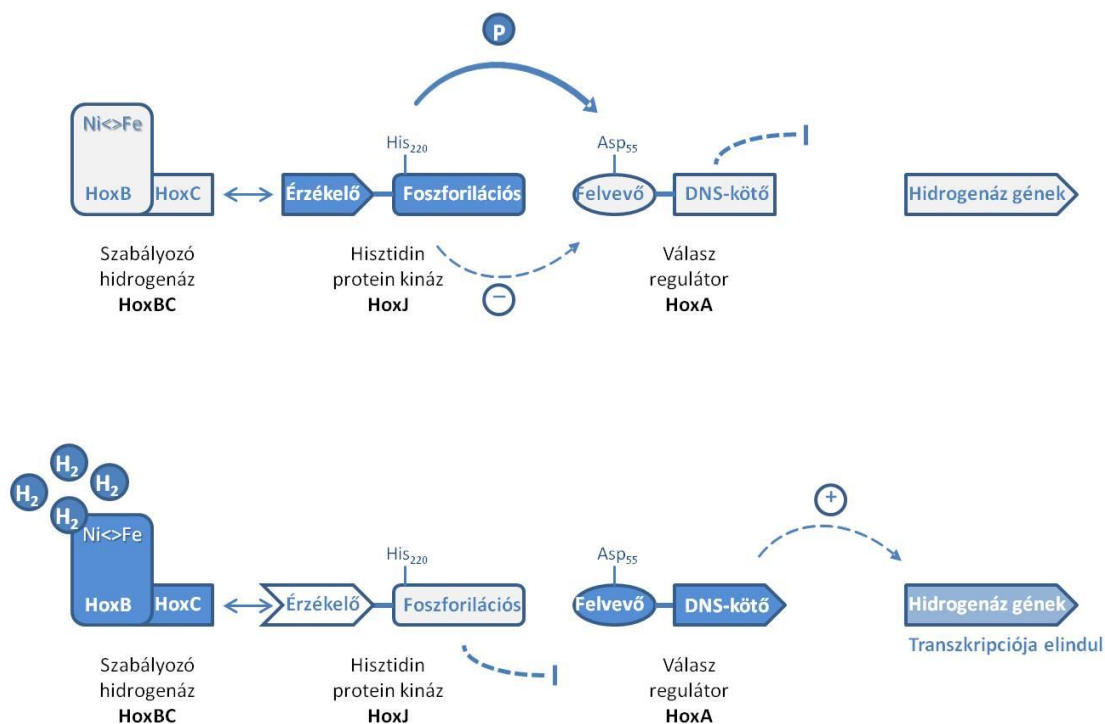 P
His220
Asp55
Ni<>Fe
HoxB HoxC Érzékelő Foszforilációs Felvevő DNS-kötő Hidrogenáz gének
Szabályozó
hidrogenáz
HoxBC
Hisztidin
protein kináz
HoxJ
−
Válasz
regulátor
HoxA
H2
H2
H2
H2
+
Ni<>Fe
His220
Asp55
HoxB HoxC Érzékelő Foszforilációs Felvevő DNS-kötő Hidrogenáz gének
Transzkripciója elindul
Szabályozó
hidrogenáz
HoxBC
Hisztidin
protein kináz
HoxJ
Válasz
regulátor
HoxA